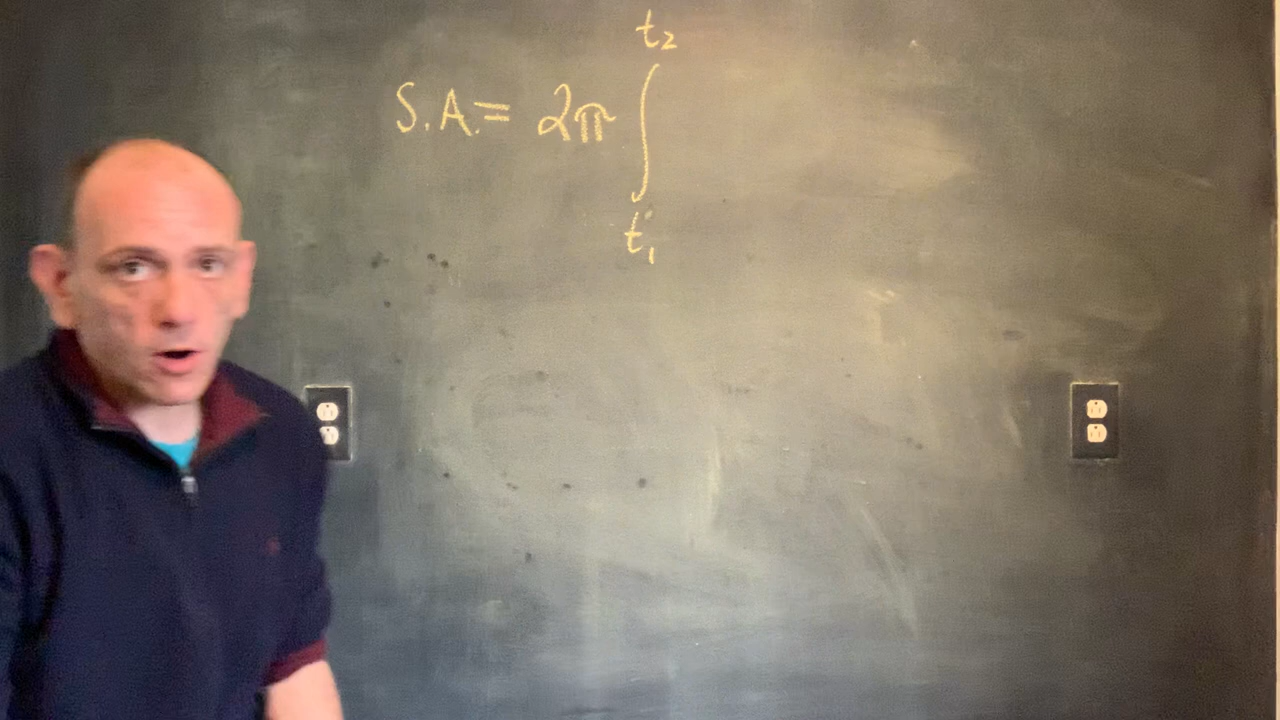 t₂
S.A. = 2π ∫
t₁